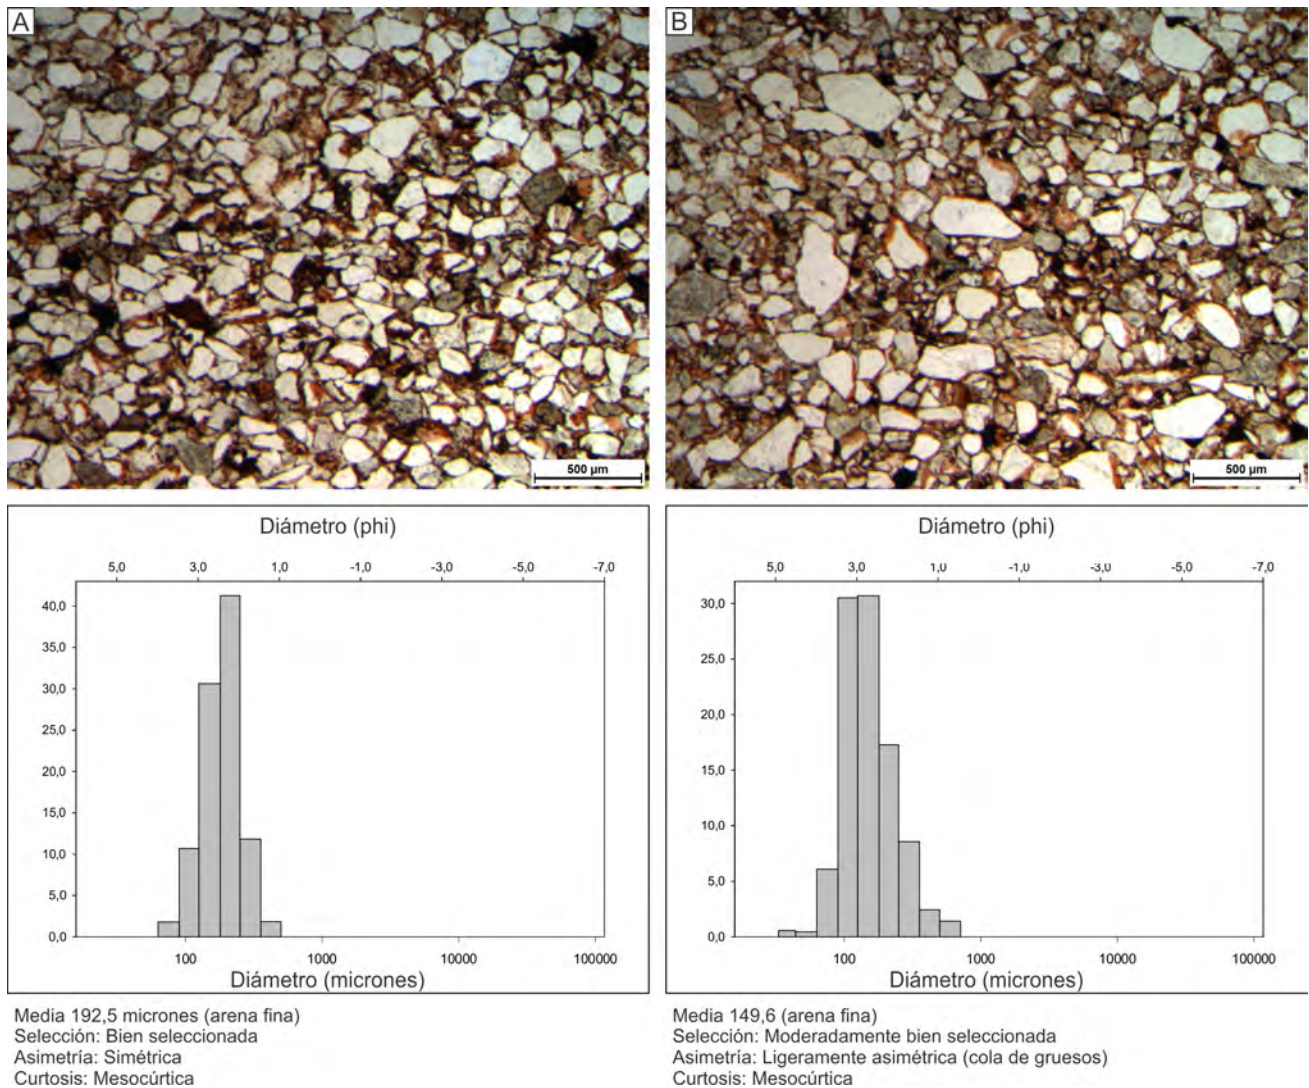 A
B
500 µm
500 µm
Diámetro (phi)
5,0 3,0 1,0 -1,0 -3,0 -5,0 -7,0
40,0
35,0
30,0
25,0
20,0
15,0
10,0
5,0
0,0
100 1000 10000 100000
Diámetro (micrones)
Diámetro (phi)
5,0 3,0 1,0 -1,0 -3,0 -5,0 -7,0
30,0
25,0
20,0
15,0
10,0
5,0
0,0
100 1000 10000 100000
Diámetro (micrones)
Media 192,5 micrones (arena fina)
Selección: Bien seleccionada
Asimetría: Simétrica
Curtosis: Mesocúrtica
Media 149,6 (arena fina)
Selección: Moderadamente bien seleccionada
Asimetría: Ligeramente asimétrica (cola de gruesos)
Curtosis: Mesocúrtica